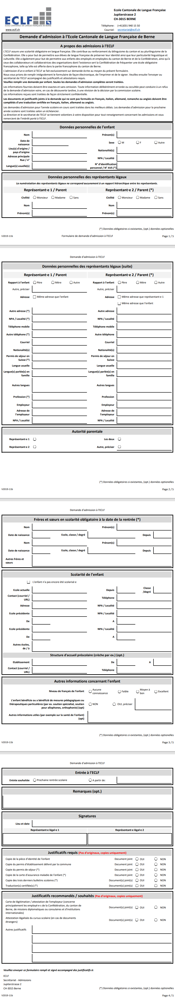 ECLF
ECOLE CANTONALE DE LANGUE FRANÇAISE DE BERNE
www.eclf.ch
Ecole Cantonale de Langue Française
Jupiterstrasse 2
CH-3015 BERNE
Téléphone: (+41)031 940 15 50
Courriel: secretariat@eclf.ch
Demande d'admission à l'Ecole Cantonale de Langue Française de Berne
A propos des admissions à l'ECLF
L'ECLF assure une scolarité obligatoire en langue française. Elle contribue au renforcement du bilinguisme du canton et au plurilinguisme de la
Confédération. Elle a pour but de permettre aux élèves de langue française de préserver leur identité ainsi que leur particularité linguistique et
culturelle. Elle a également pour but de permettre aux enfants des employés et employées du canton de Berne et de la Confédération, ainsi qu'à
ceux des collaborateurs et collaboratrices des organisations dont l'existence sert la Confédération de fréquenter une école obligatoire
francophone, telle qu'elle est offerte dans la partie francophone du canton de Berne.
L'admission d'un·e enfant à l'ECLF se fait exclusivement sur demande écrite au moyen du présent formulaire.
Nous vous prions de remplir intégralement le formulaire de façon électronique, de l'imprimer et de le signer. Veuillez ensuite l'envoyer au
secrétariat de l'ECLF accompagné des justificatifs et attestations requis.
Veuillez remplir une demande par enfant. Seules les demandes d'admission complètes seront traitées.
Les informations fournies doivent être exactes et sans omission. Toute information délibérément erronée ou occultée peut conduire à un refus
de la demande d'admission voire, en cas de découverte tardive, à une révision de la décision par la commission scolaire.
Les informations reçues sont traitées de façon strictement confidentielle.
Les documents et justificatifs joints à la demande qui ne sont pas formulés en français, italien, allemand, romanche ou anglais doivent être
complétés d'une traduction certifiée en français, italien, allemand ou anglais.
Les demandes d'admission pour l'année scolaire en cours sont traitées dans les meilleurs délais. Les demandes d'admission pour la prochaine
année scolaire sont traitées selon un échéancier.
La direction et le secrétariat de l'ECLF se tiennent volontiers à votre disposition pour tout renseignement concernant les admissions et vous
remercient de l'intérêt porté à l'ECLF.
Données personnelles de l'enfant
Nom Prénom(s)
Date de naissance Sexe M F Autre
Lieu(x) d'origine / pays d'origine Nationalité(s)
Adresse principale Rue / n° NPA / Localité
Langue(s) usuelle(s) N° d'identification personnel / N° AVS (*)
Données personnelles des représentants légaux
La numérotation des représentants légaux ne correspond aucunement à un rapport hiérarchique entre les représentants.
Représentant·e 1 / Parent Représentant·e 2 / Parent (*)
Civilité Monsieur Madame Sans Civilité Monsieur Madame Sans
Nom Nom
Prénom(s) Prénom(s)
(*) Données obligatoires si existantes, (opt.) données optionelles
V2019-11b Formulaire de demande d'admission à l'ECLF Page 1 / 5
Demande d'admission à l'ECLF
Données personnelles des représentants légaux (suite)
Représentant·e 1 / Parent Représentant·e 2 / Parent (*)
Rapport à l'enfant Père Mère Autre Rapport à l'enfant Père Mère Autre
Autre, préciser Autre, préciser
Adresse Même adresse que l'enfant Adresse Même adresse que représentant·e 1
Même adresse que l'enfant
Autre adresse (*) Autre adresse
NPA / Localité (*) NPA / Localité
Téléphone mobile Téléphone mobile
Autre téléphone (*) Autre téléphone
Courriel Courriel
Nationalité(s) Nationalité(s)
Permis de séjour en Suisse (*) Permis de séjour en Suisse
Langue usuelle Langue usuelle
Langue(s) parlée(s) en famille Langue(s) parlée(s) en famille
Autres langues Autres langues
Profession (*) Profession
Employeur Employeur
Adresse de l'employeur Adresse de l'employeur
NPA / Localité NPA / Localité
Autorité parentale
Représentant·e 1 Les deux
Représentant·e 2 Autre, préciser
(*) Données obligatoires si existantes, (opt.) données optionelles
V2019-11b Page 2 / 5
Demande d'admission à l'ECLF
Frères et sœurs en scolarité obligatoire à la date de la rentrée (*)
Nom Prénom(s)
Date de naissance Ecole, classe / degré Depuis
Nom Prénom(s)
Date de naissance Ecole, classe / degré Depuis
Autres frères et sœurs
Scolarité de l'enfant
L'enfant n'a pas encore été scolarisé·e
Ecole actuelle Depuis Classe /degré
Contact (courriel / URL) Téléphone
Adresse NPA / Localité
Ecole précédente NPA / Localité
De A
Ecole précédente NPA / Localité
De A
Autres écoles, de / à
Structure d'accueil préscolaire (crèche par ex.) (opt.)
Etablissement De A
Contact (courriel / URL) Téléphone
Autres informations concernant l'enfant
Niveau de français de l'enfant Aucune connaissance Faible Moyen à bon Excellent
L'enfant bénéficie ou a bénéficié de mesures pédagogiques ou
thérapeutiques particulières (par ex. soutien spécialisé, soutien NON OUI, préciser
pour allophones, orthophonie) (opt)
Autres informations utiles (par exemple sur la santé de l'enfant)
(opt)
(*) Données obligatoires si existantes, (opt.) données optionelles
V2019-11b Page 3 / 5
Demande d'admission à l'ECLF
Entrée à l'ECLF
Entrée souhaitée Prochaine rentrée scolaire A partir de:
Remarques (opt.)
Signatures
Lieu et date
Représentant·e légal·e 1 Représentant·e légal·e 2
Justificatifs requis (Pas d'originaux, copies uniquement)
Copie de la pièce d'identité de l'enfant Document joint OUI NON
Copie du permis d'établissement délivré par la commune Document joint OUI NON
Copie du permis de séjour (*) Document joint OUI NON
Copie de la carte d'assurance-maladie de l'enfant (*) Document joint OUI NON
Copie des trois derniers bulletins scolaires (*) Document(s) joint(s) OUI NON
Traduction(s) certifiée(s) (*) Document(s) joint(s) OUI NON
Justificatifs recommandés / souhaités (Pas d'originaux, copies uniquement)
Carte de légitimation / attestation de l'employeur (concerne
principalement les employé·e·s de la Confédération, du canton de
Berne, de missions diplomatiques ou consulaires et d'institutions
internationales) Document(s) joint(s) OUI NON
Attestation légalisée du cursus scolaire (en cas de documents
étrangers) Document(s) joint(s) OUI NON
Autres justificatifs
Veuillez envoyer ce formulaire rempli et signé accompagné des justificatifs à:
ECLF
Secrétariat - Admissions
Jupiterstrasse 2
CH-3015 Berne (*) Données obligatoires si existantes, (opt.) données optionelles
V2019-11b Page 4 / 5